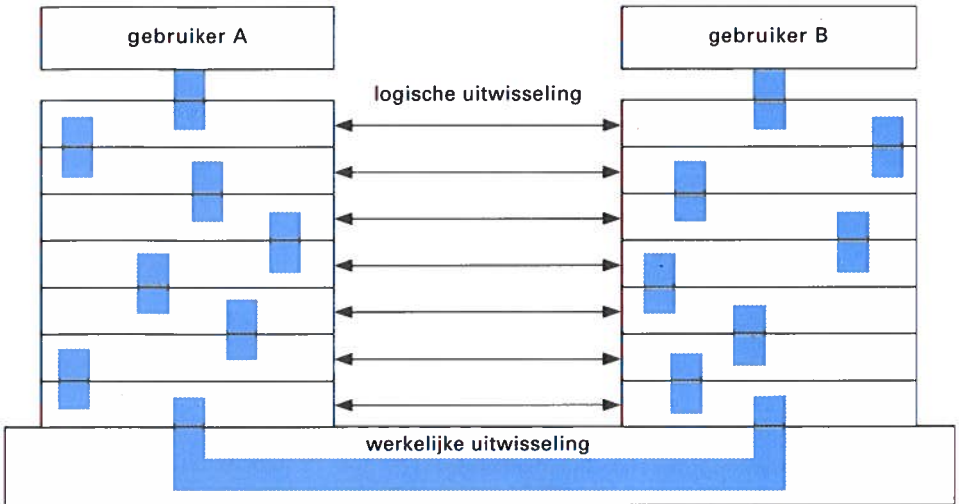 gebruiker A
gebruiker B
logische uitwisseling
werkelijke uitwisseling